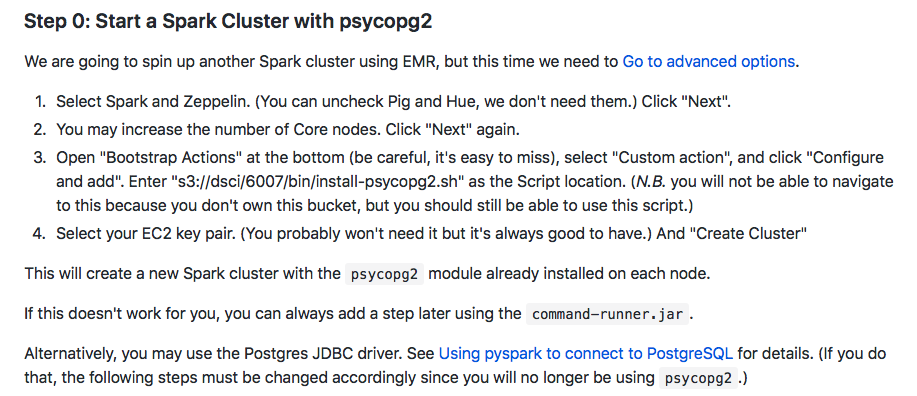 Step 0: Start a Spark Cluster with psycopg2
We are going to spin up another Spark cluster using EMR, but this time we need to Go to advanced options.
1. Select Spark and Zeppelin. (You can uncheck Pig and Hue, we don't need them.) Click "Next".
2. You may increase the number of Core nodes. Click "Next" again.
3. Open "Bootstrap Actions" at the bottom (be careful, it's easy to miss), select "Custom action", and click "Configure
and add". Enter "s3://dsci/6007/bin/install-psycopg2.sh" as the Script location. (N.B. you will not be able to navigate
to this because you don't own this bucket, but you should still be able to use this script.)
4. Select your EC2 key pair. (You probably won't need it but it's always good to have.) And "Create Cluster"
This will create a new Spark cluster with the psycopg2 module already installed on each node.
If this doesn't work for you, you can always add a step later using the command-runner.jar.
Alternatively, you may use the Postgres JDBC driver. See Using pyspark to connect to PostgreSQL for details. (If you do
that, the following steps must be changed accordingly since you will no longer be using psycopg2.)